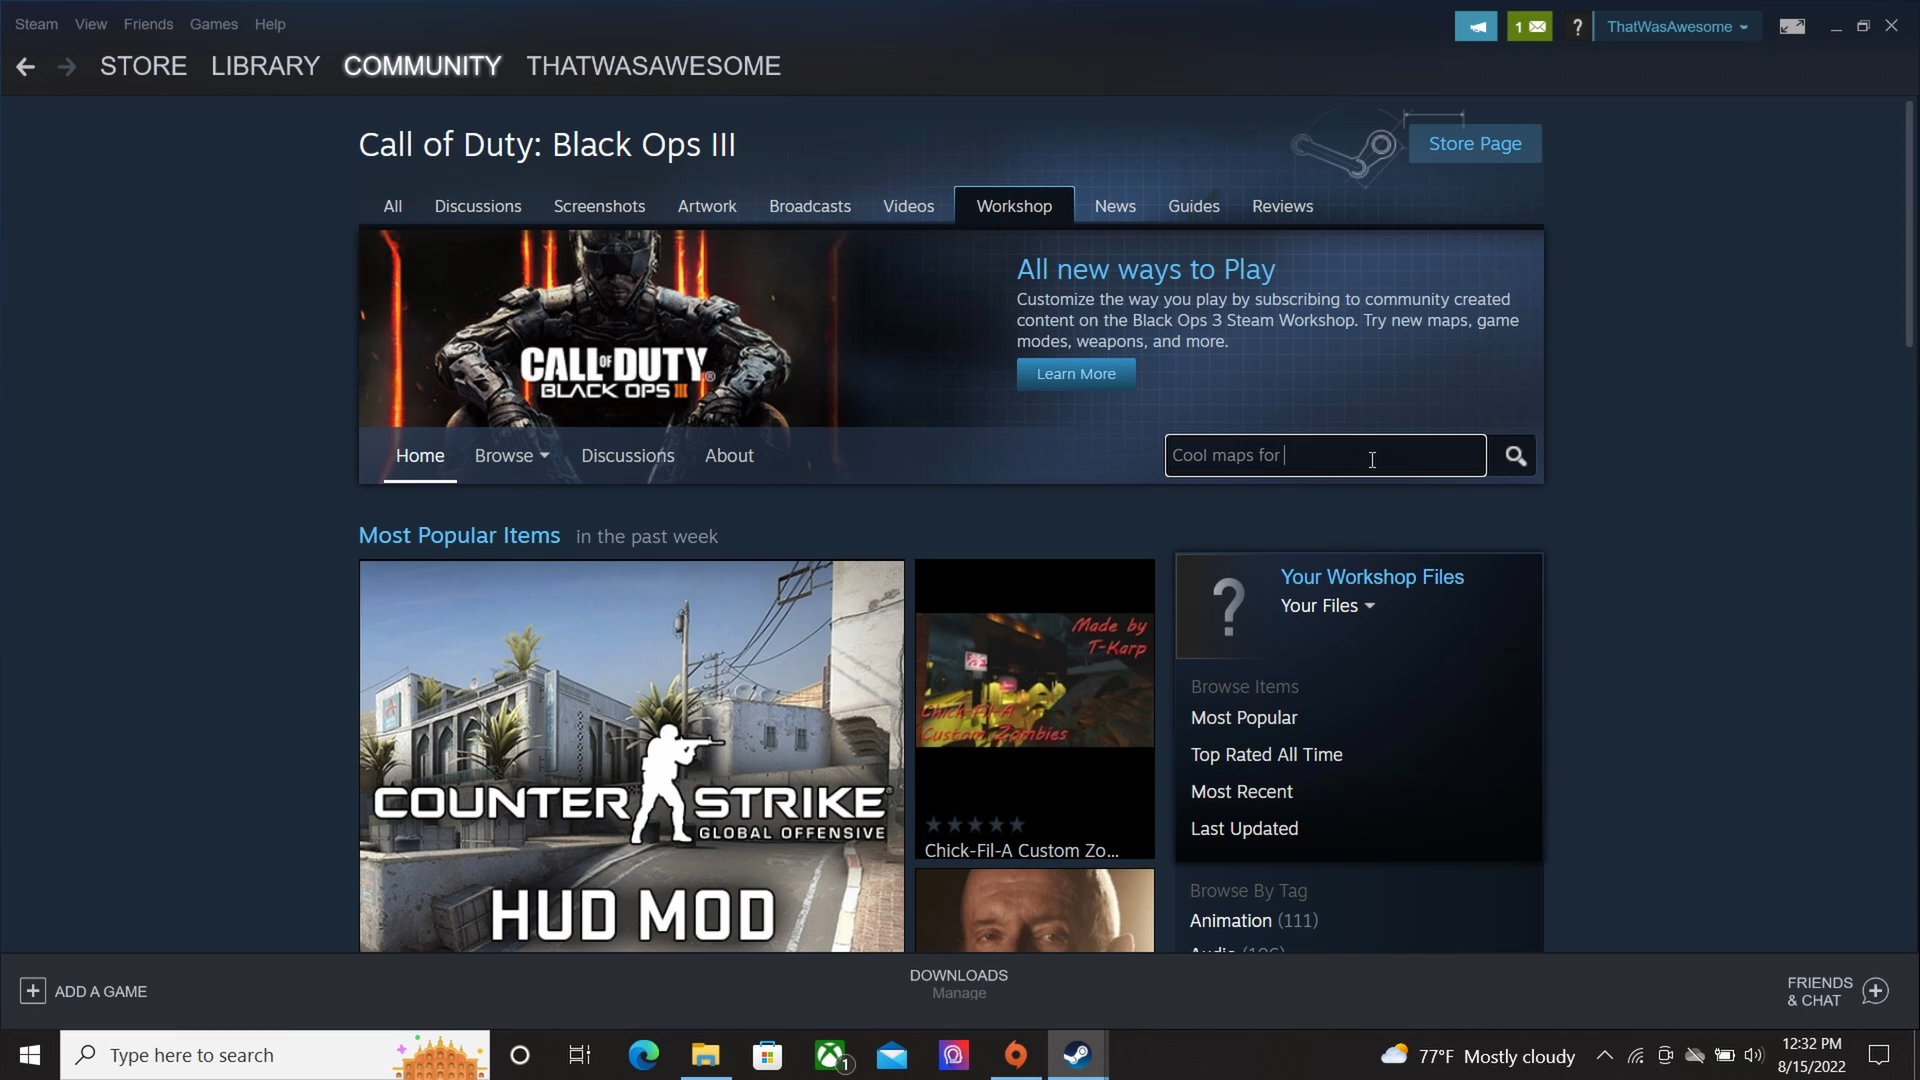 Steam View Friends Games Help
1 ? ThatWasAwesome
STORE LIBRARY COMMUNITY THATWASAWESOME
Call of Duty: Black Ops III
Store Page
All Discussions Screenshots Artwork Broadcasts Videos Workshop News Guides Reviews
All new ways to Play
Customize the way you play by subscribing to community created
content on the Black Ops 3 Steam Workshop. Try new maps, game
modes, weapons, and more.
Learn More
CALL OF DUTY®
BLACK OPS III
Home Browse Discussions About
Cool maps for
Most Popular Items in the past week
COUNTER STRIKE
GLOBAL OFFENSIVE
HUD MOD
Made by
T-Karp
Chick-Fil-A
Custom Zombies
Chick-Fil-A Custom Zo...
?
Your Workshop Files
Your Files
Browse Items
Most Popular
Top Rated All Time
Most Recent
Last Updated
Browse By Tag
Animation (111)
ADD A GAME
DOWNLOADS
Manage
FRIENDS
& CHAT
Type here to search
1
77°F Mostly cloudy
12:32 PM
8/15/2022